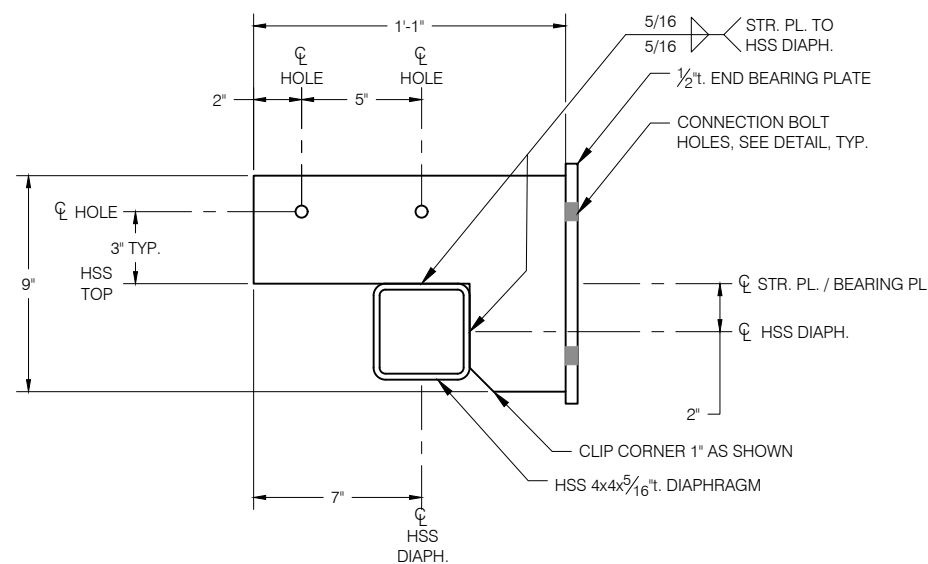 1'-1"
5/16
5/16
STR. PL. TO
HSS DIAPH.
℄
HOLE
℄
HOLE
½"t. END BEARING PLATE
2"
5"
CONNECTION BOLT
HOLES, SEE DETAIL, TYP.
℄ HOLE
3" TYP.
HSS
TOP
9"
℄ STR. PL. / BEARING PL
℄ HSS DIAPH.
2"
CLIP CORNER 1" AS SHOWN
HSS 4x4x5/16"t. DIAPHRAGM
7"
℄
HSS
DIAPH.